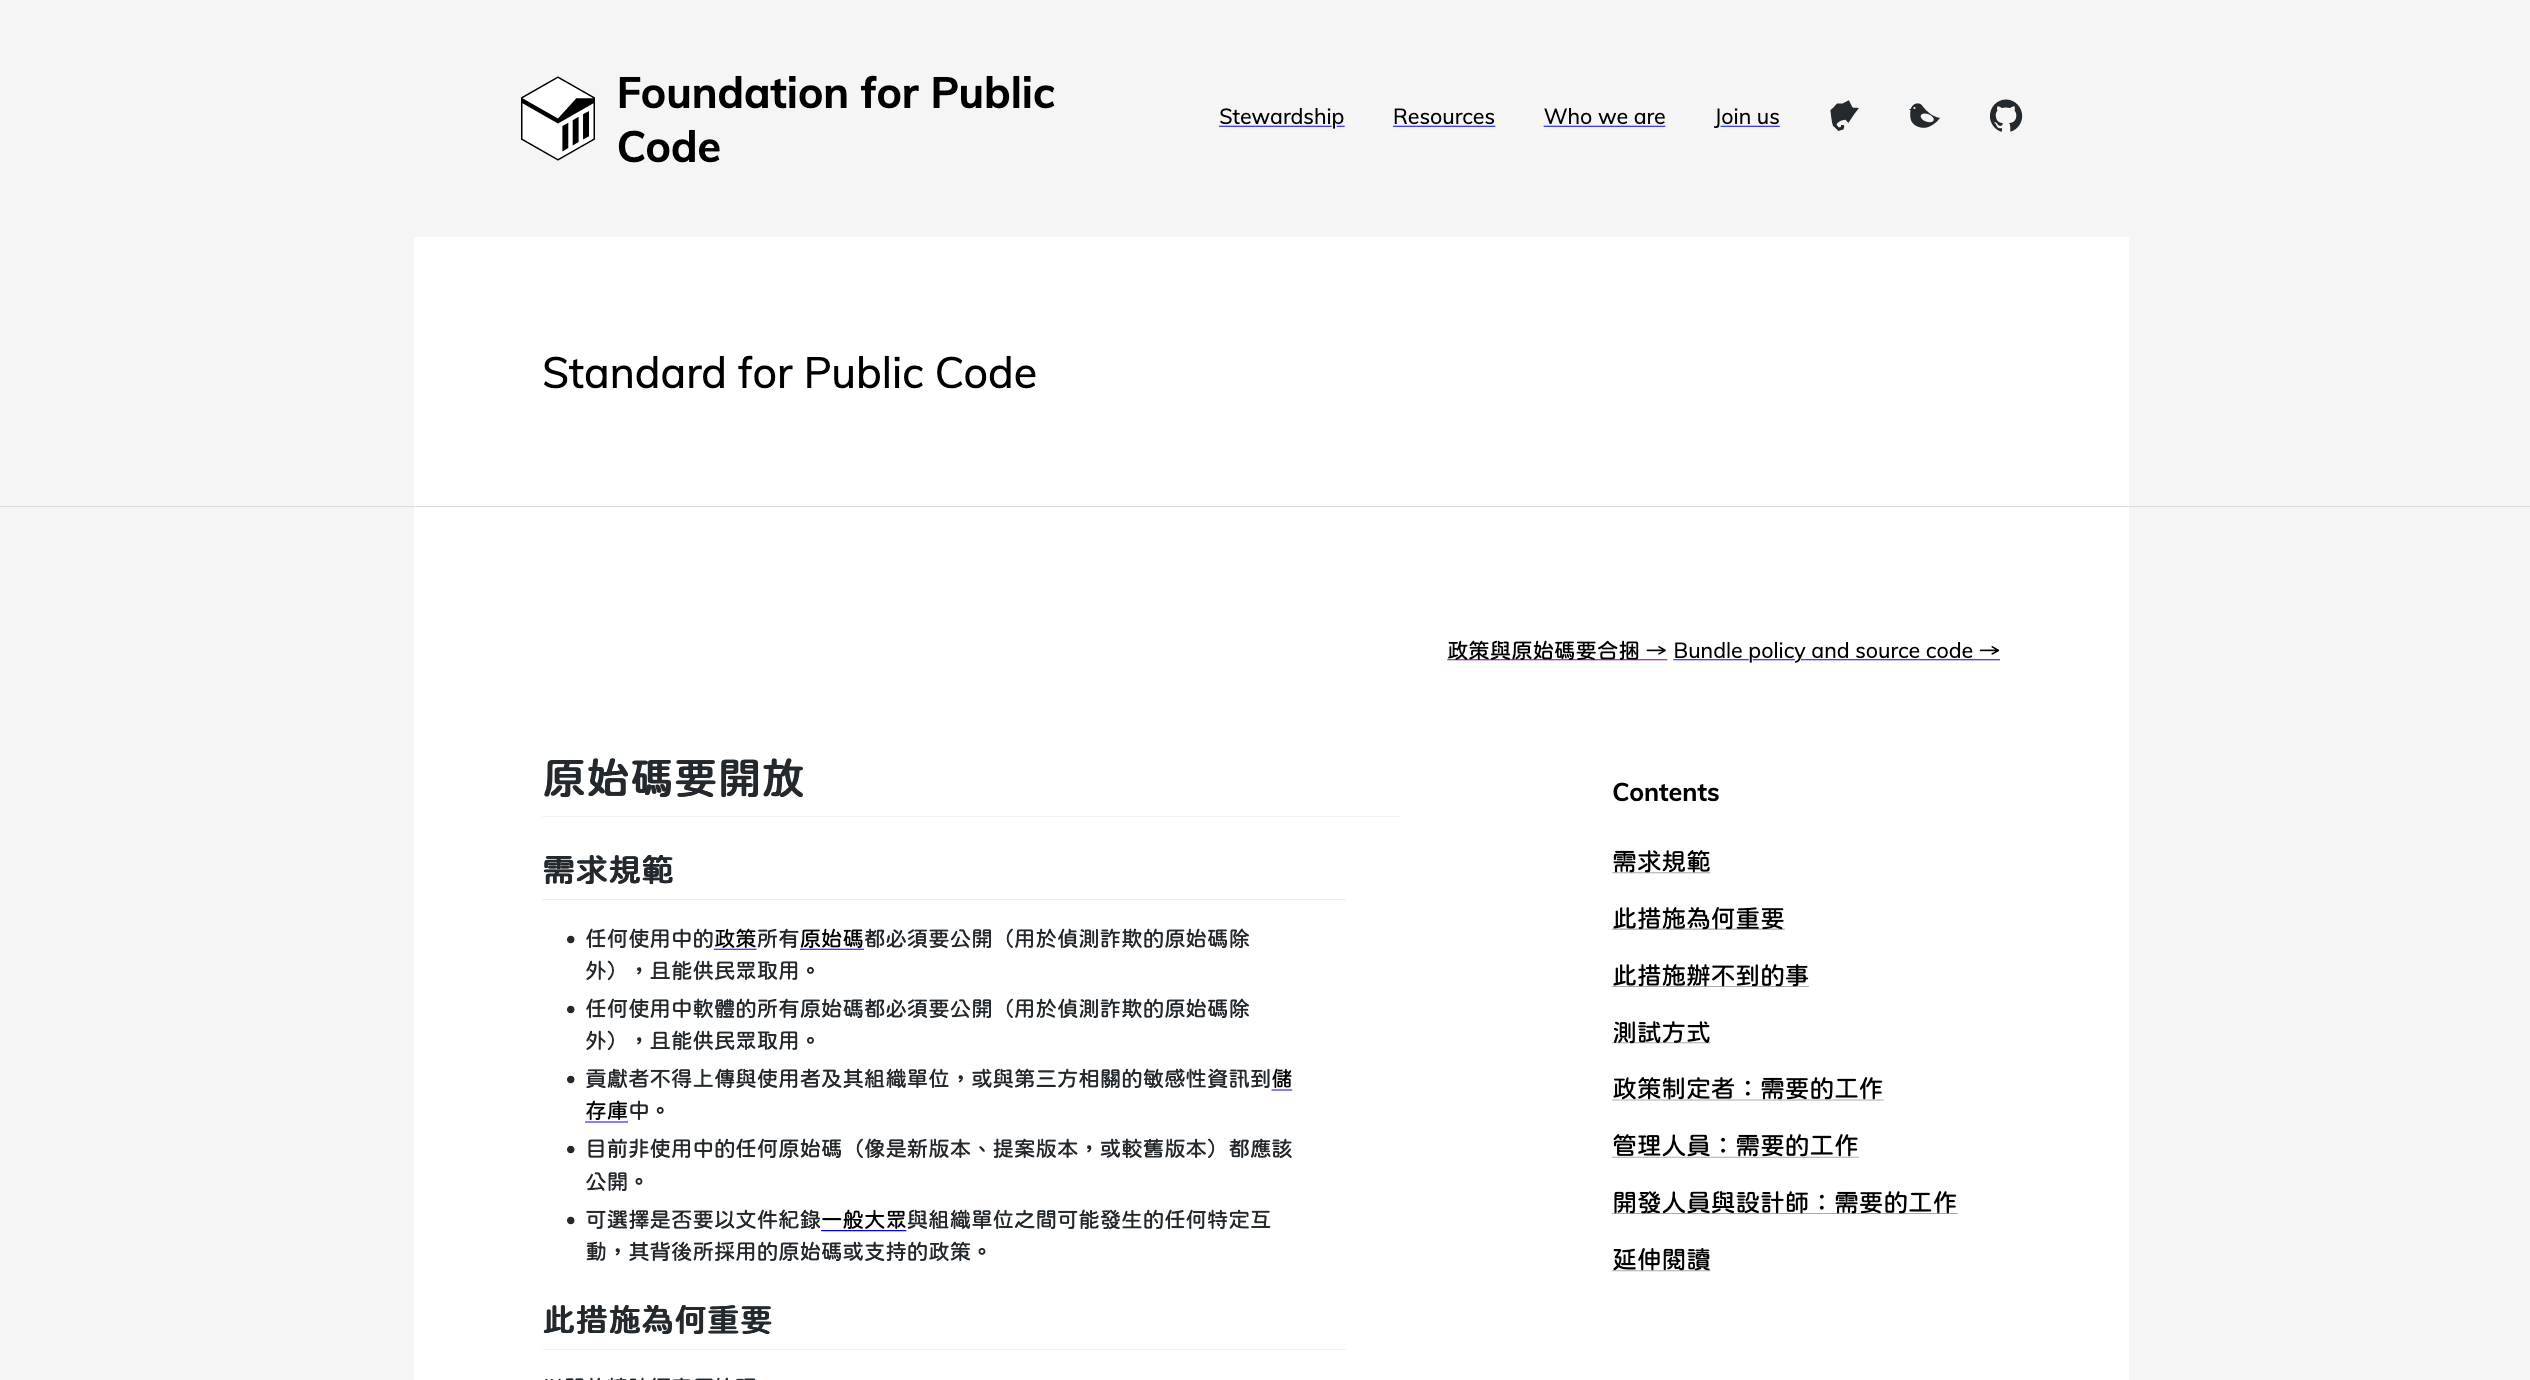 Foundation for Public
Code
Stewardship Resources Who we are Join us
Standard for Public Code
政策與原始碼要合捆 → Bundle policy and source code →
原始碼要開放
需求規範
任何使用中的政策所有原始碼都必須要公開（用於偵測詐欺的原始碼除
外），且能供民眾取用。
任何使用中軟體的所有原始碼都必須要公開（用於偵測詐欺的原始碼除
外），且能供民眾取用。
貢獻者不得上傳與使用者及其組織單位，或與第三方相關的敏感性資訊到儲
存庫中。
目前非使用中的任何原始碼（像是新版本、提案版本，或較舊版本）都應該
公開。
可選擇是否要以文件紀錄一般大眾與組織單位之間可能發生的任何特定互
動，其背後所採用的原始碼或支持的政策。
此措施為何重要
Contents
需求規範
此措施為何重要
此措施辦不到的事
測試方式
政策制定者：需要的工作
管理人員：需要的工作
開發人員與設計師：需要的工作
延伸閱讀